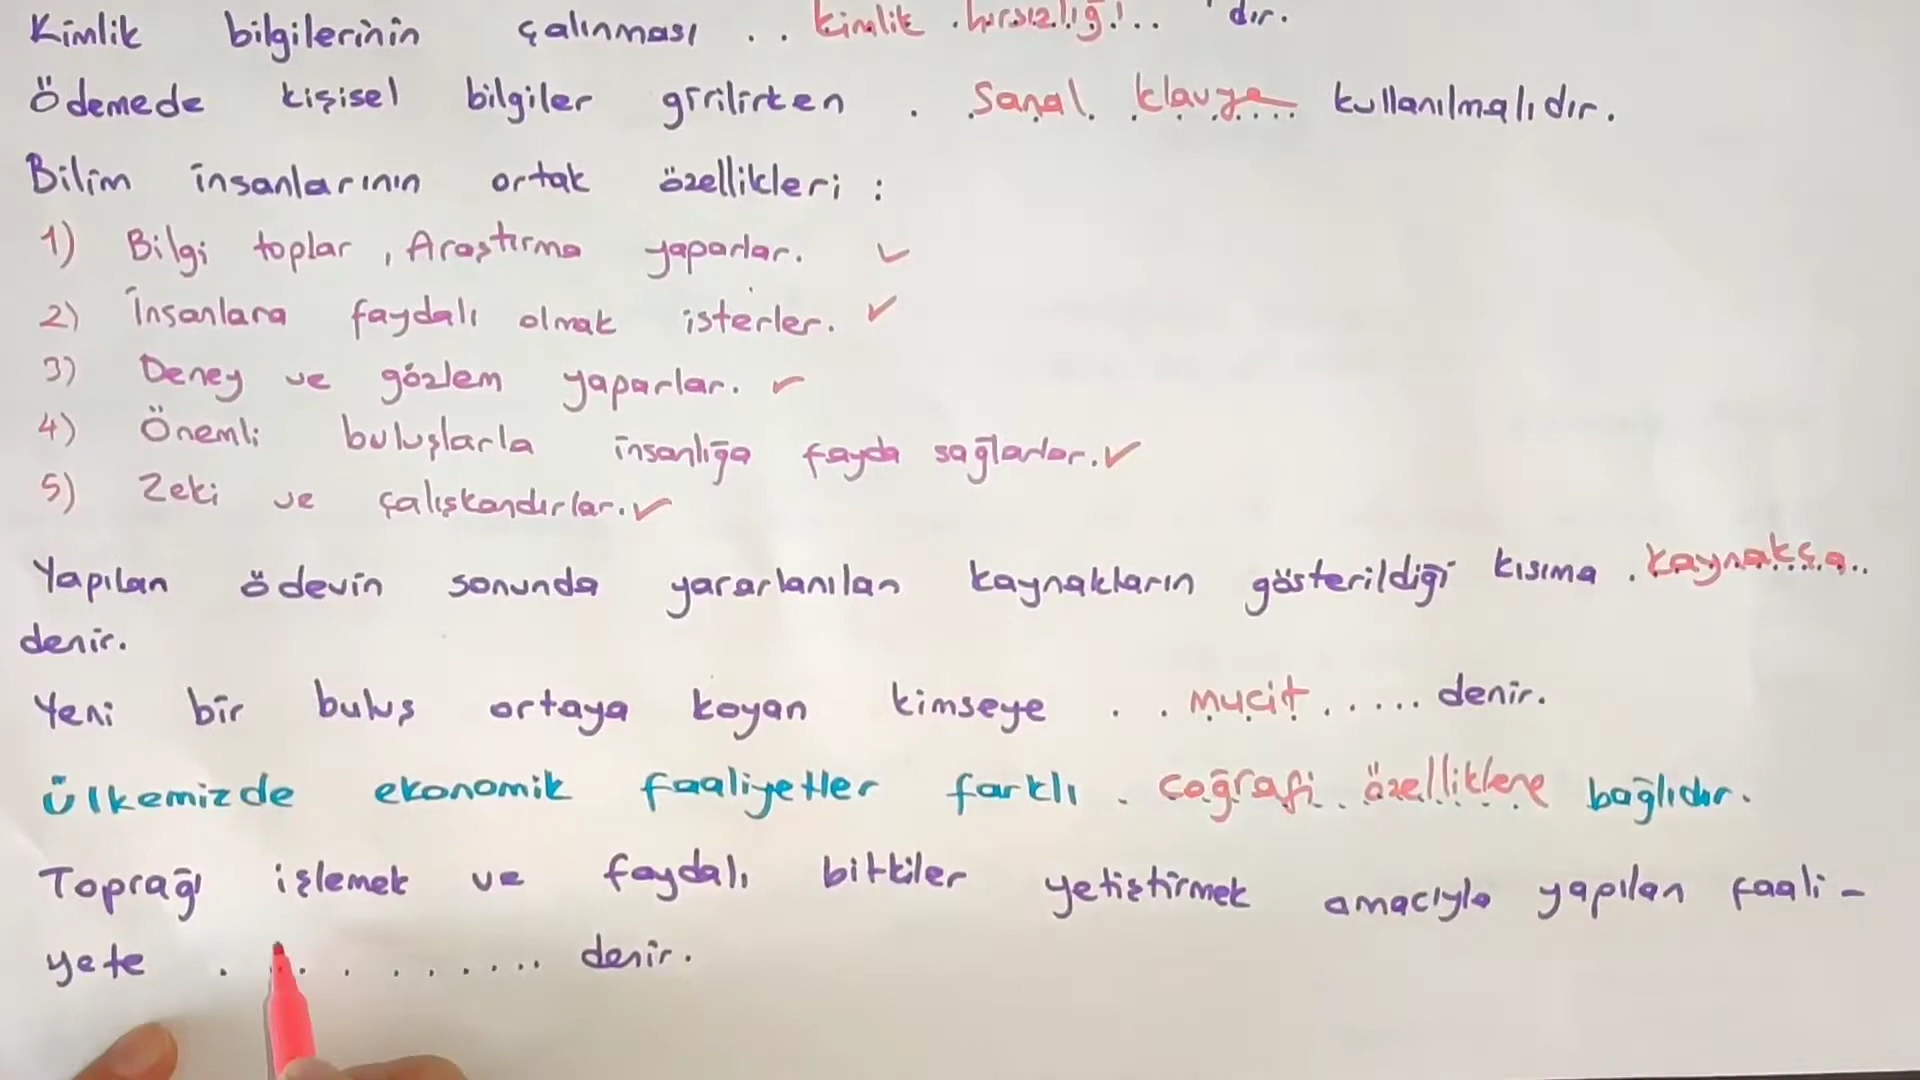 Kimlik bilgilerinin çalınması .. kimlik hırsızlığı.. 'dır.
Ödemede kişisel bilgiler girilirken . Sanal klavye.... kullanılmalıdır.
Bilim insanlarının ortak özellikleri :
1) Bilgi toplar, Araştırma yaparlar. ✓
2) İnsanlara faydalı olmak isterler. ✓
3) Deney ve gözlem yaparlar. ✓
4) Önemli buluşlarla insanlığa fayda sağlarlar. ✓
5) Zeki ve çalışkandırlar. ✓
Yapılan ödevin sonunda yararlanılan kaynakların gösterildiği kısıma .kaynakça..
denir.
Yeni bir buluş ortaya koyan kimseye .. mucit ..... denir.
Ülkemizde ekonomik faaliyetler farklı . coğrafi özelliklere bağlıdır.
Toprağı işlemek ve faydalı bitkiler yetiştirmek amacıyla yapılan faali-
yete .......... denir.